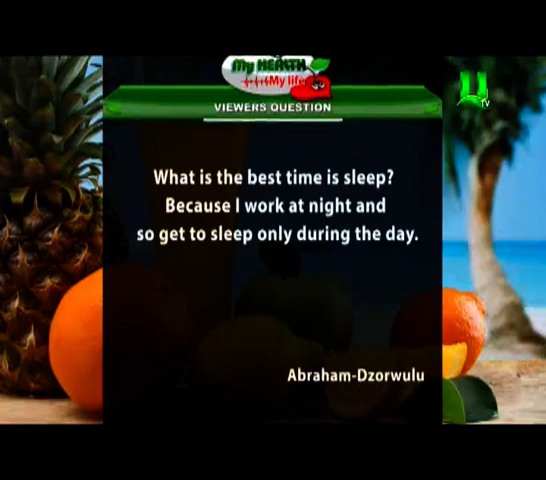 My HEALTH
My life
U
TV
VIEWERS QUESTION
What is the best time is sleep?
Because I work at night and
so get to sleep only during the day.
Abraham-Dzorwulu